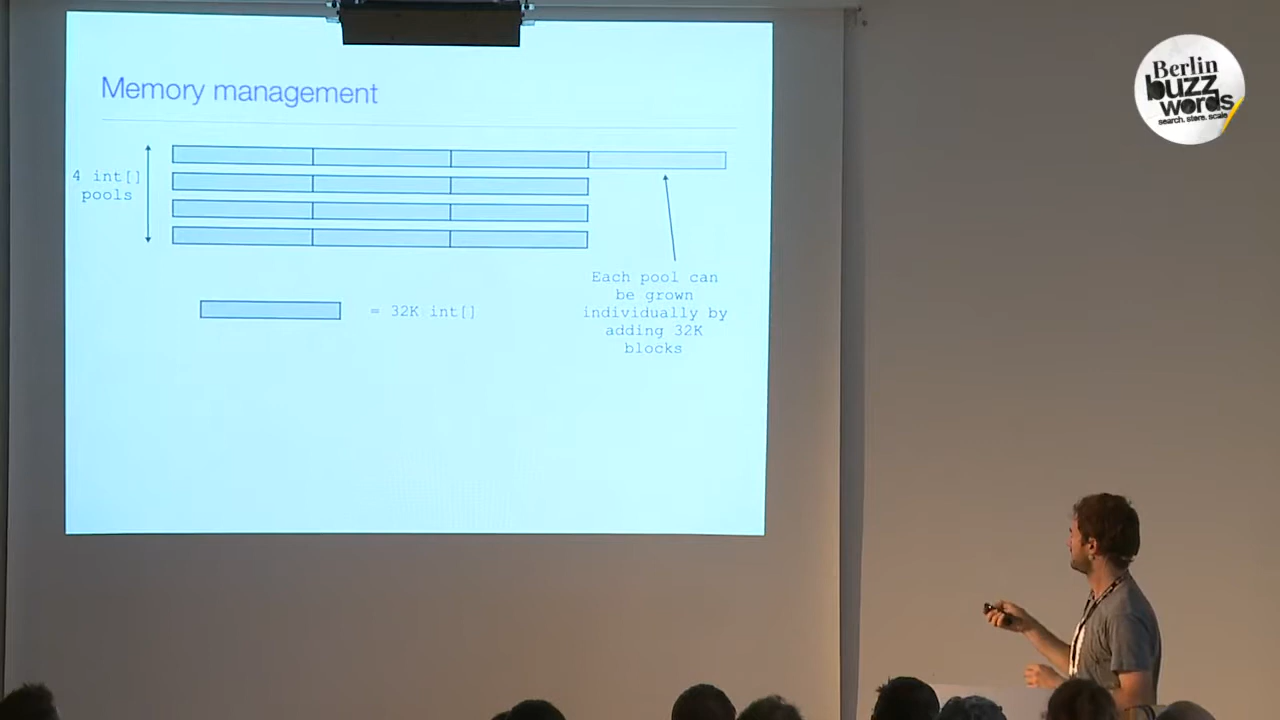 Memory management
4 int[]
pools
= 32K int[]
Each pool can
be grown
individually by
adding 32K
blocks
Berlin
buzz
words
search. store. scale